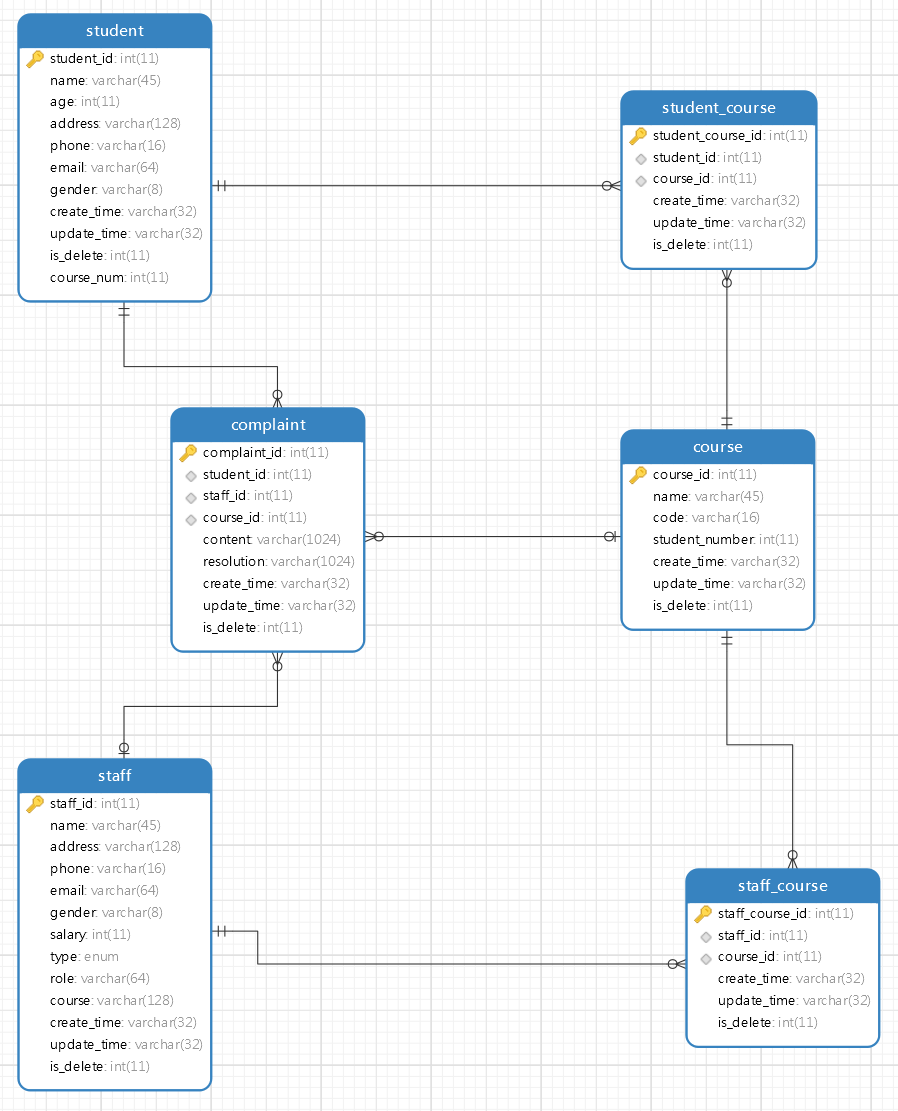 student
student_id: int(11)
name: varchar(45)
age: int(11)
address: varchar(128)
phone: varchar(16)
email: varchar(64)
gender: varchar(8)
create_time: varchar(32)
update_time: varchar(32)
is_delete: int(11)
course_num: int(11)
student_course
student_course_id: int(11)
student_id: int(11)
course_id: int(11)
create_time: varchar(32)
update_time: varchar(32)
is_delete: int(11)
complaint
complaint_id: int(11)
student_id: int(11)
staff_id: int(11)
course_id: int(11)
content: varchar(1024)
resolution: varchar(1024)
create_time: varchar(32)
update_time: varchar(32)
is_delete: int(11)
course
course_id: int(11)
name: varchar(45)
code: varchar(16)
student_number: int(11)
create_time: varchar(32)
update_time: varchar(32)
is_delete: int(11)
staff
staff_id: int(11)
name: varchar(45)
address: varchar(128)
phone: varchar(16)
email: varchar(64)
gender: varchar(8)
salary: int(11)
type: enum
role: varchar(64)
course: varchar(128)
create_time: varchar(32)
update_time: varchar(32)
is_delete: int(11)
staff_course
staff_course_id: int(11)
staff_id: int(11)
course_id: int(11)
create_time: varchar(32)
update_time: varchar(32)
is_delete: int(11)